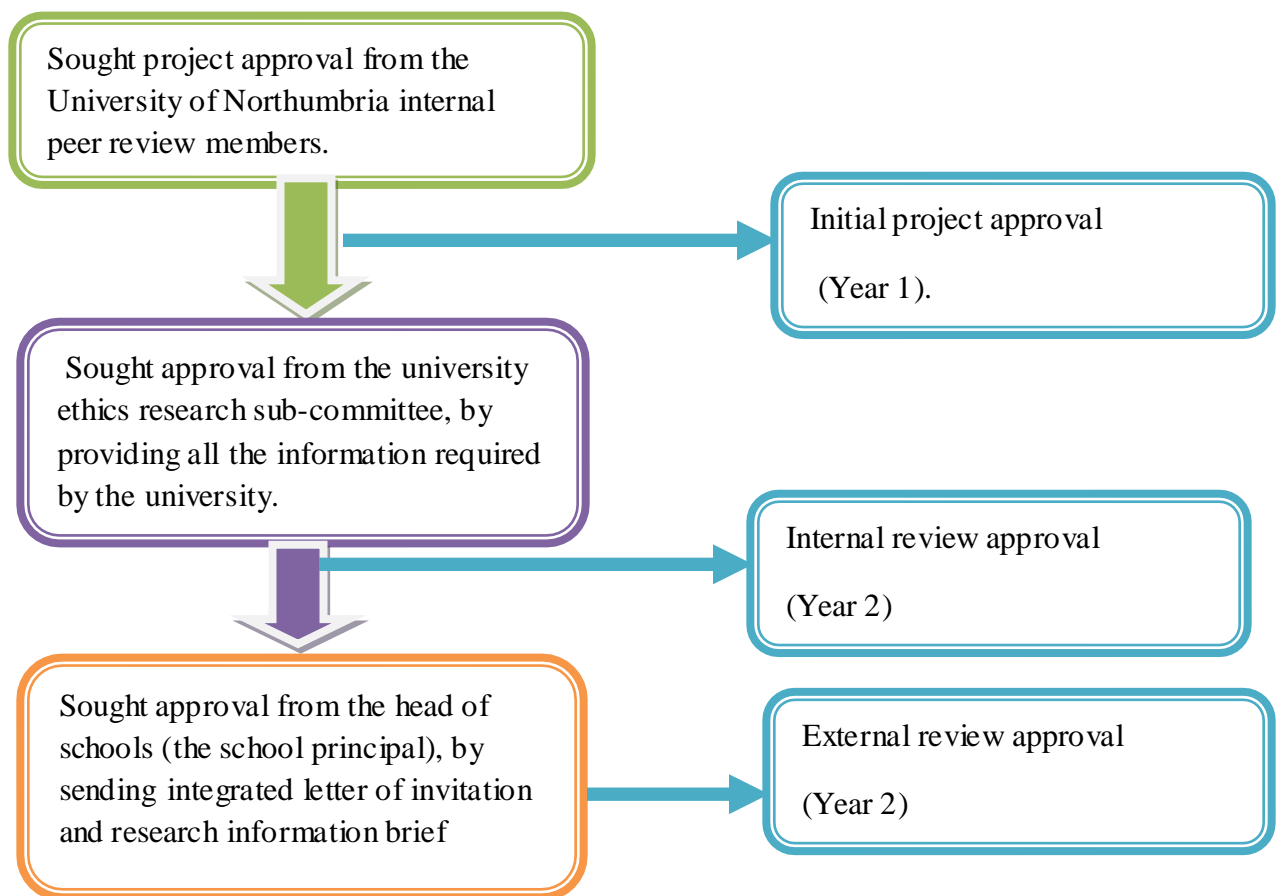 Sought project approval from the
University of Northumbria internal
peer review members.
Initial project approval
(Year 1).
Sought approval from the university
ethics research sub-committee, by
providing all the information required
by the university.
Internal review approval
(Year 2)
Sought approval from the head of
schools (the school principal), by
sending integrated letter of invitation
and research information brief
External review approval
(Year 2)